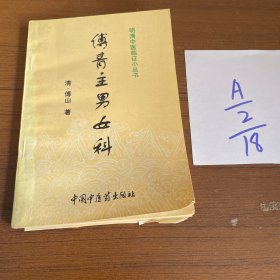 明清中医临证小丛书
傅青主男女科
清·傅山 著
中国中医药出版社
A
2
18